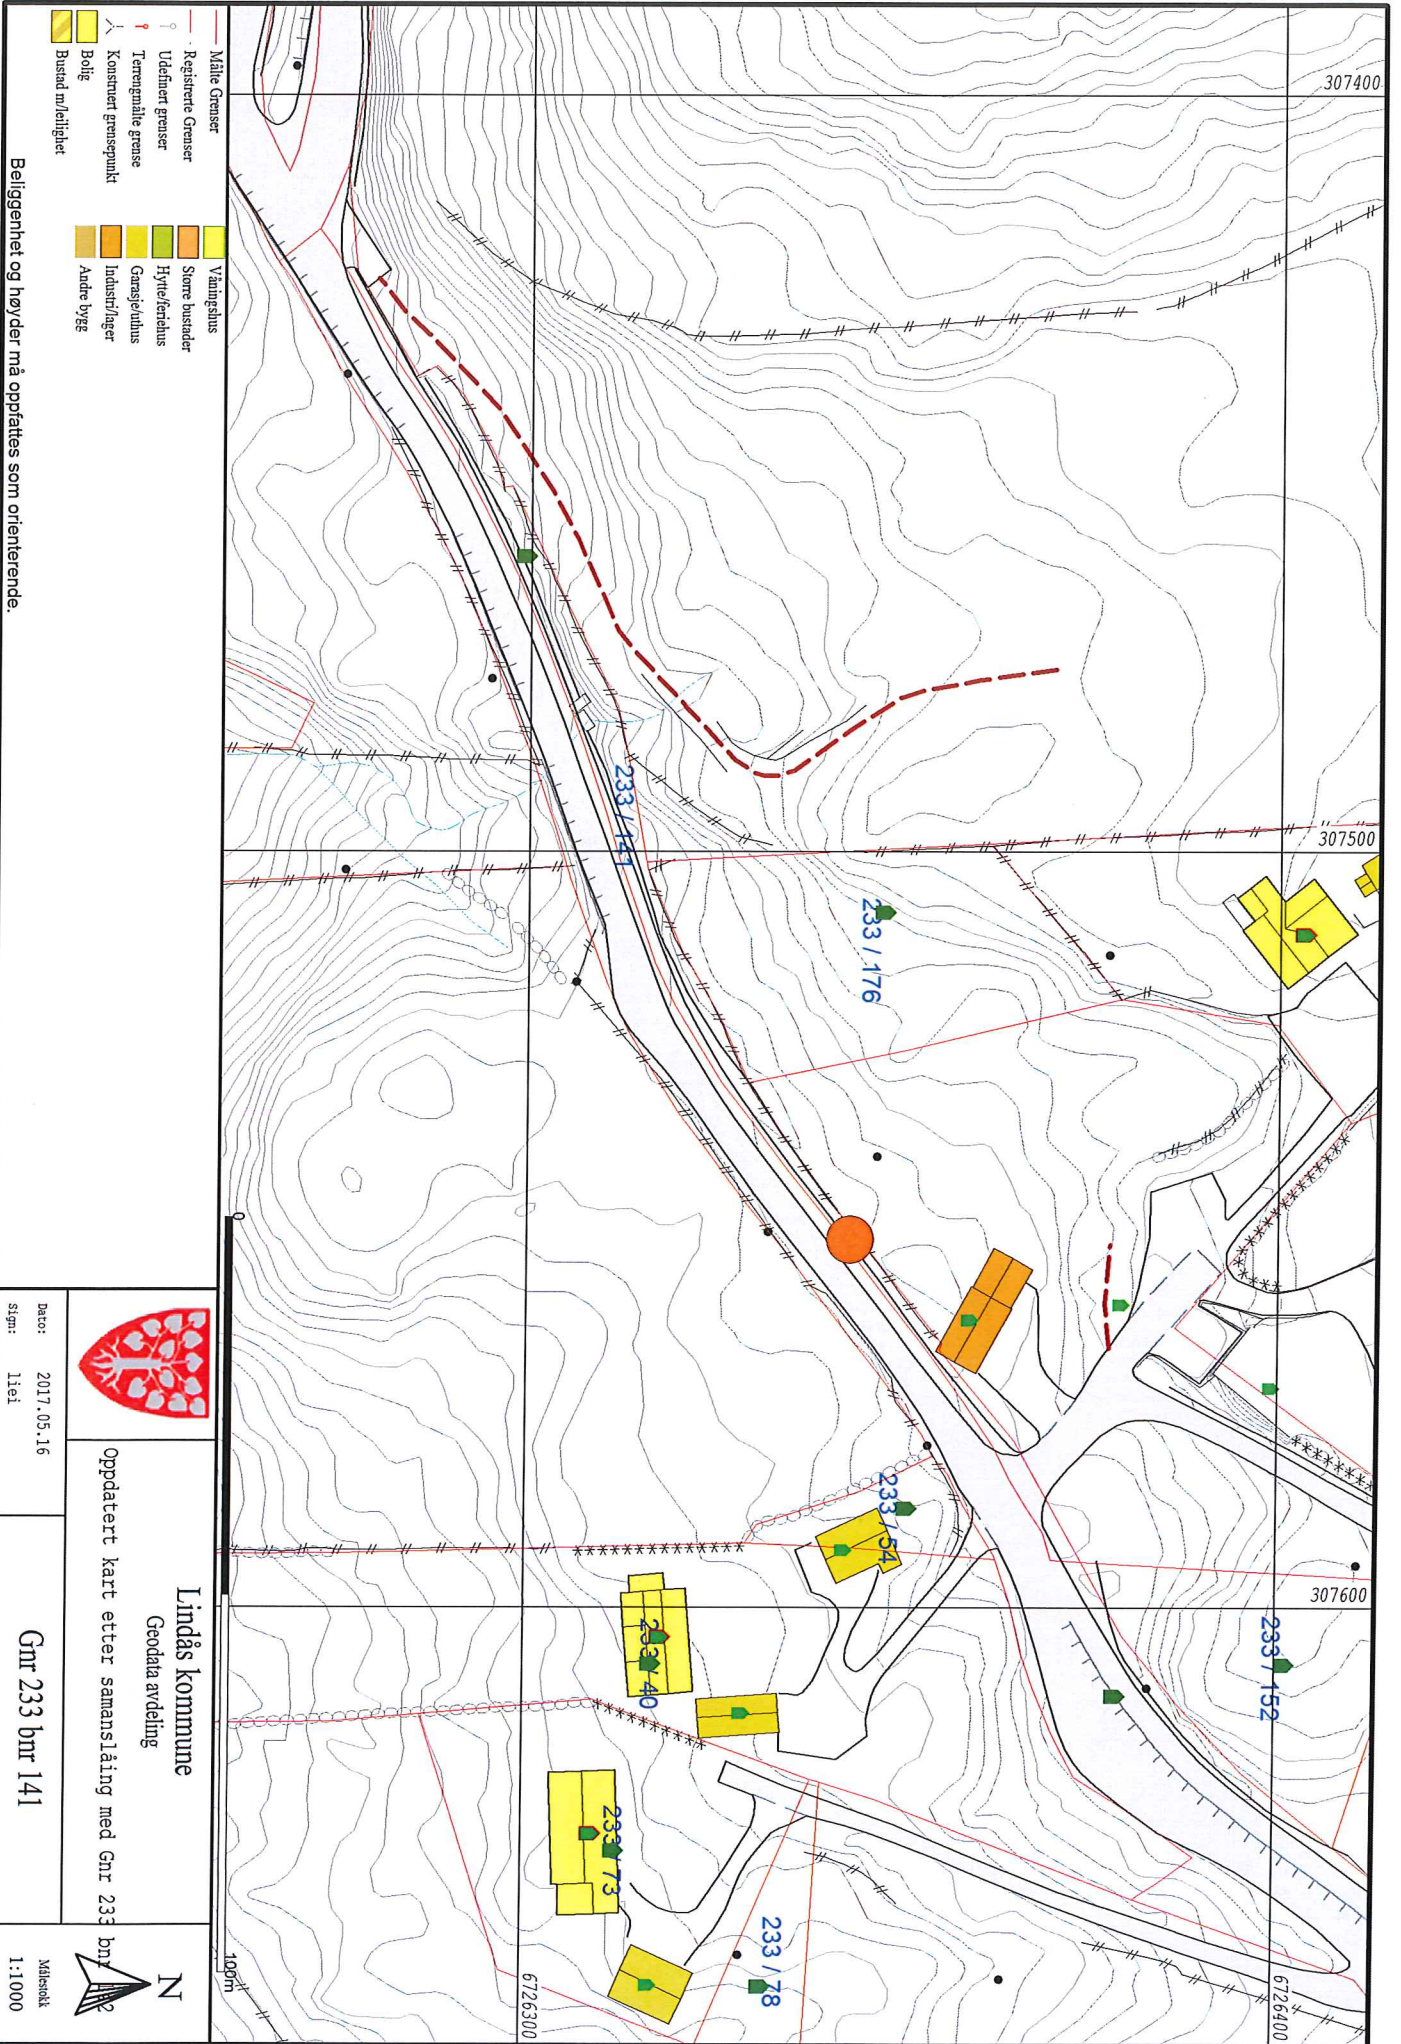 307400
307500
307600
6726300
6726400
233 / 141
233 / 176
233 / 54
233 / 152
233 / 40
233 / 73
233 / 78
0
100m
Målte Grenser
Registrerte Grenser
Udefinert grenser
Terrengmålte grense
Konstruert grensepunkt
Bolig
Bustad m/leilighet
Våningshus
Større bustader
Hytte/feriehus
Garasje/uthus
Industri/lager
Andre bygg
Beliggenhet og høyder må oppfattes som orienterende.
Lindås kommune
Geodata avdeling
Oppdatert kart etter samanslåing med Gnr 233 bnr
Dato: 2017.05.16
Sign: liei
Gnr 233 bnr 141
N
Målestokk
1:1000